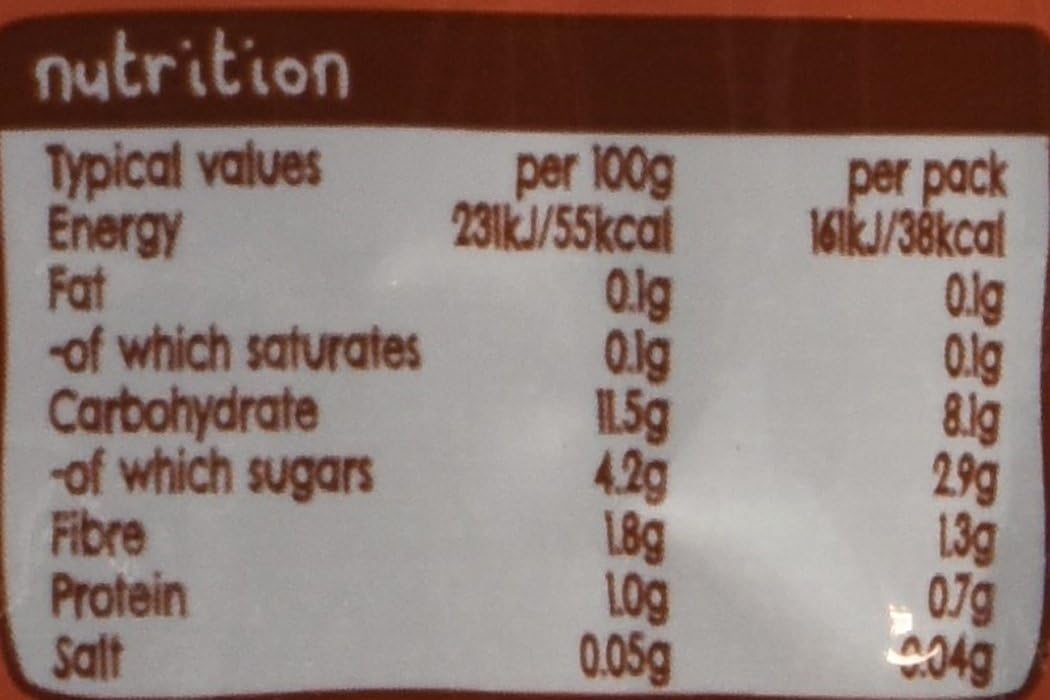 nutrition
Typical values per 100g per pack
Energy 231kJ/55kcal 161kJ/38kcal
Fat 0.1g 0.1g
-of which saturates 0.1g 0.1g
Carbohydrate 11.5g 8.1g
-of which sugars 4.2g 2.9g
Fibre 1.8g 1.3g
Protein 1.0g 0.7g
Salt 0.05g 0.04g